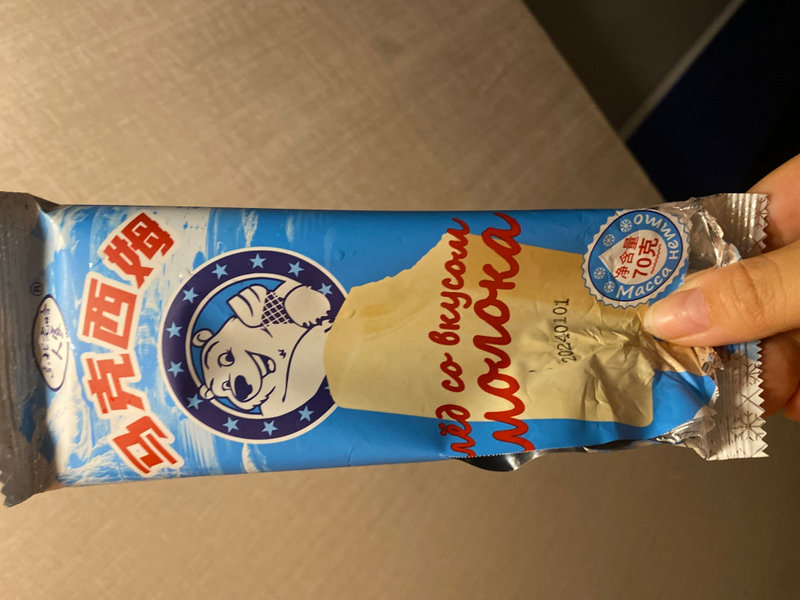 ®
马克西姆
лёд со вкусом
молока
20240101
净含量
70克
Масса нетто